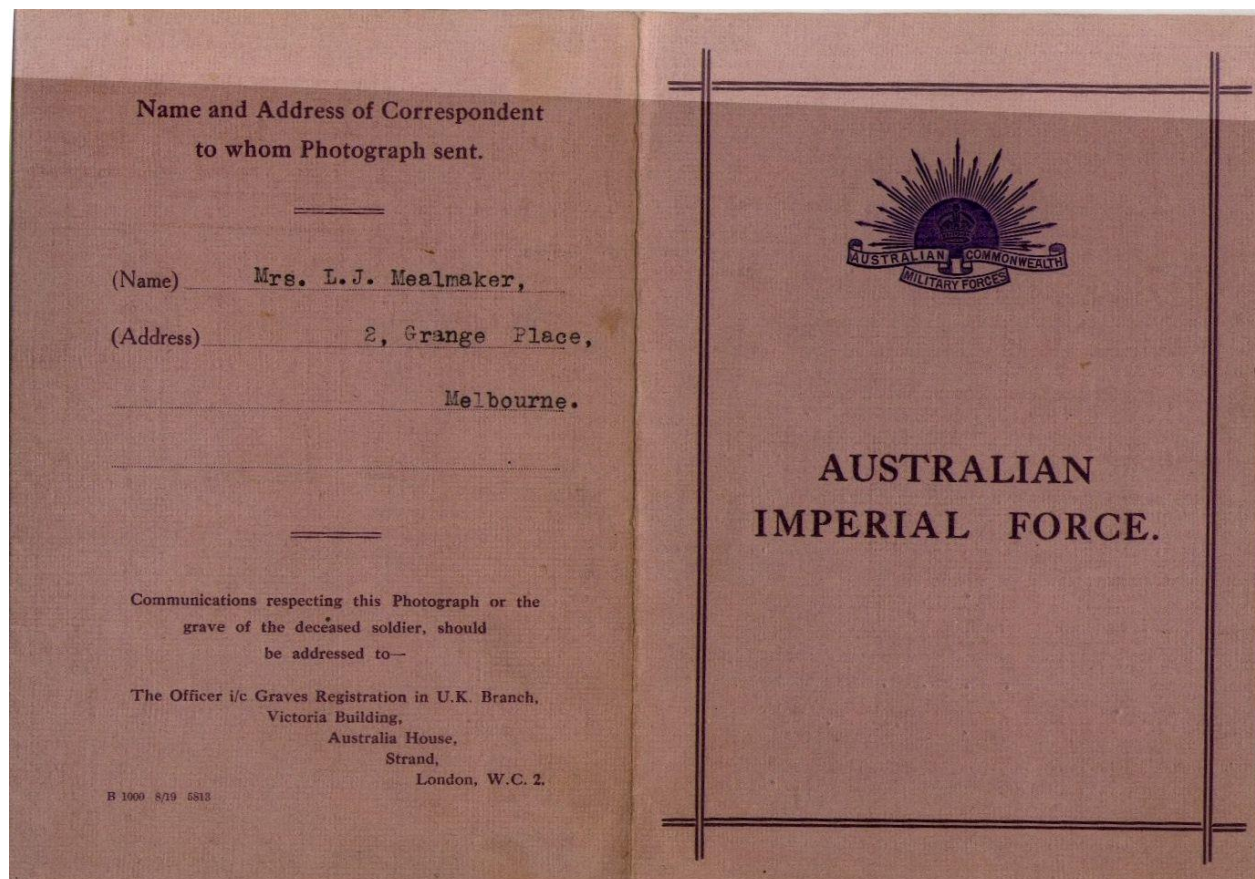 Name and Address of Correspondent
to whom Photograph sent.
(Name) Mrs. L.J. Mealmaker,
(Address) 2, Grange Place,
Melbourne.
Communications respecting this Photograph or the
grave of the deceased soldier, should
be addressed to—
The Officer i/c Graves Registration in U.K. Branch,
Victoria Building,
Australia House,
Strand,
London, W.C. 2.
B 1000 8/19 5813
AUSTRALIAN COMMONWEALTH
MILITARY FORCES
AUSTRALIAN
IMPERIAL FORCE.